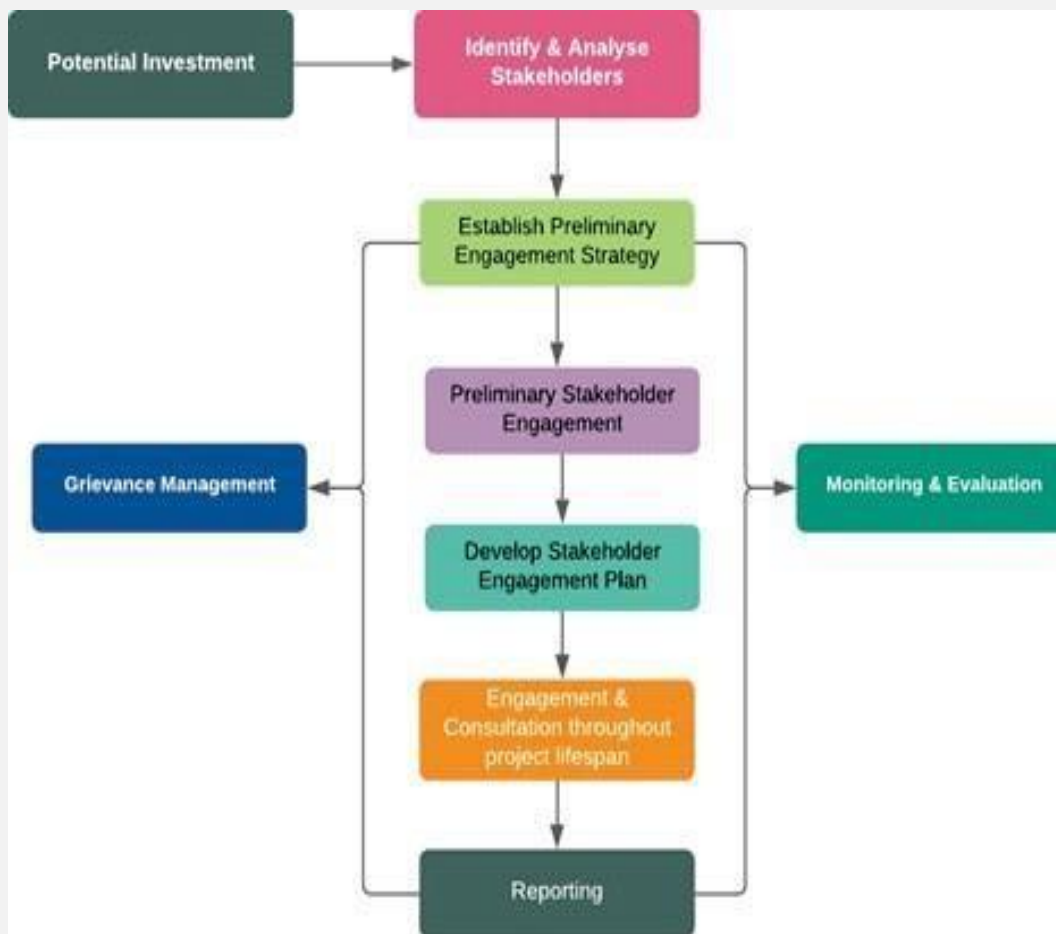 Potential Investment
Identify & Analyse
Stakeholders
Establish Preliminary
Engagement Strategy
Preliminary Stakeholder
Engagement
Grievance Management
Monitoring & Evaluation
Develop Stakeholder
Engagement Plan
Engagement &
Consultation throughout
project lifespan
Reporting